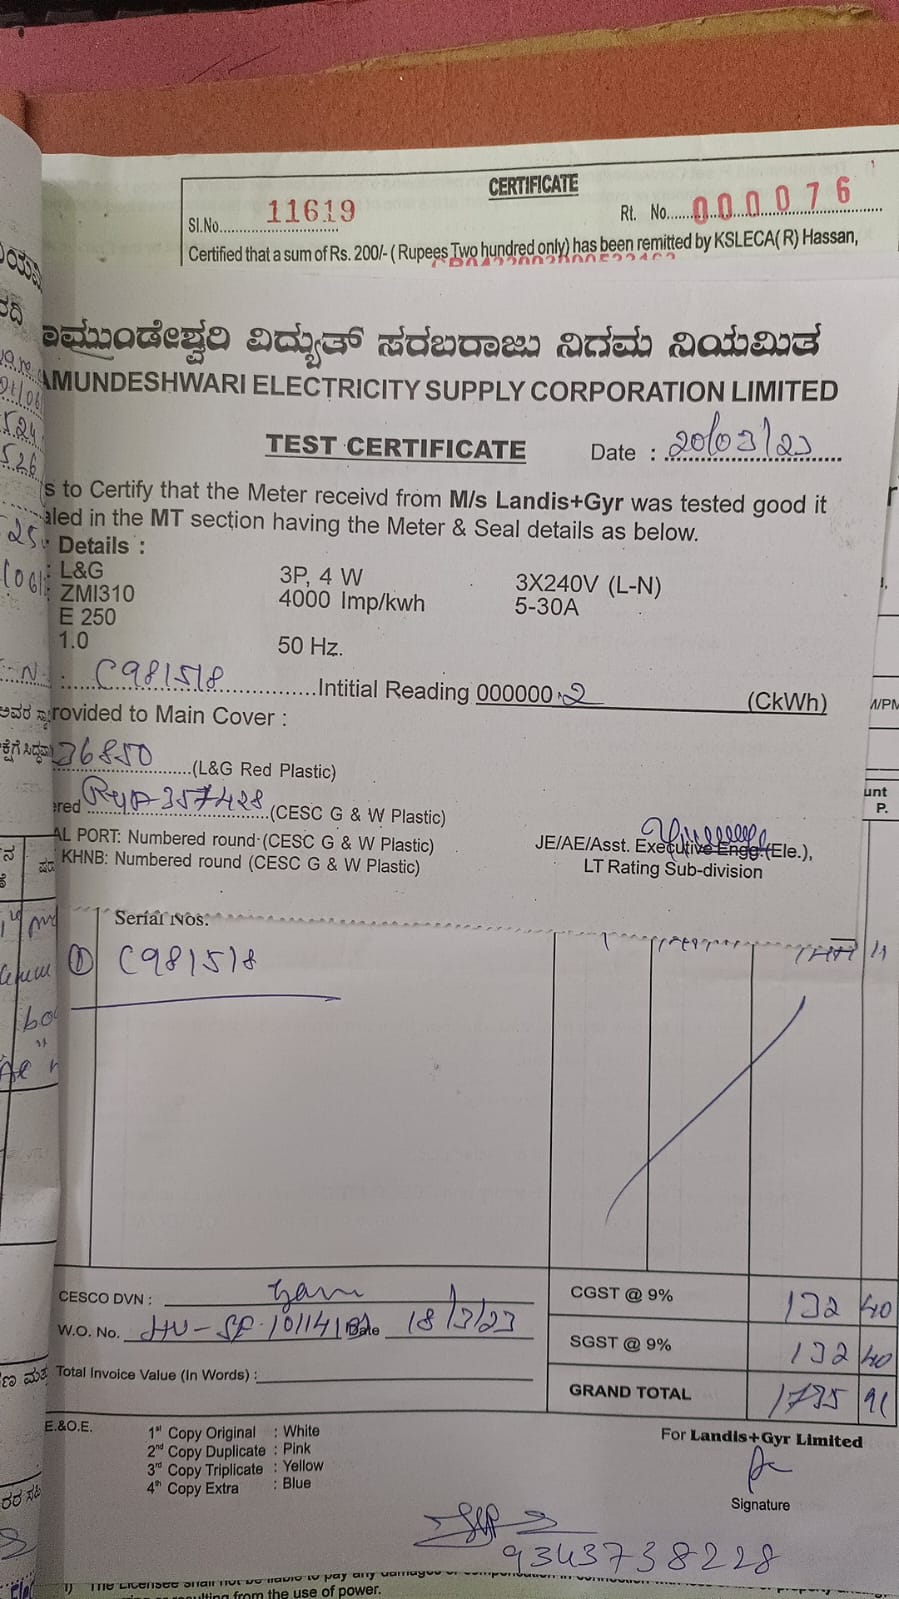 CERTIFICATE
Sl.No. 11619 Rt. No. 000076
Certified that a sum of Rs. 200/- ( Rupees Two hundred only) has been remitted by KSLECA( R) Hassan,
ಾಮುಂಡೇಶ್ವರಿ ವಿದ್ಯುತ್ ಸರಬರಾಜು ನಿಗಮ ನಿಯಮಿತ
AMUNDESHWARI ELECTRICITY SUPPLY CORPORATION LIMITED
TEST CERTIFICATE Date : 20/03/23
s to Certify that the Meter receivd from M/s Landis+Gyr was tested good it
aled in the MT section having the Meter & Seal details as below.
Details :
L&G 3P, 4 W 3X240V (L-N)
ZMI310 4000 Imp/kwh 5-30A
E 250
1.0 50 Hz.
C981518 Intitial Reading 000000.2 (CkWh)
rovided to Main Cover :
36850 (L&G Red Plastic)
ered 357428 (CESC G & W Plastic)
AL PORT: Numbered round (CESC G & W Plastic)
KHNB: Numbered round (CESC G & W Plastic)
JE/AE/Asst. Executive Engg.(Ele.),
LT Rating Sub-division
Serial Nos.
① C981518
CESCO DVN : CGST @ 9% 132 40
W.O. No. Date 18/3/23 SGST @ 9% 132 40
Total Invoice Value (In Words) : GRAND TOTAL 1735 91
E.&O.E.
1st Copy Original : White
2nd Copy Duplicate : Pink
3rd Copy Triplicate : Yellow
4th Copy Extra : Blue
For Landis+Gyr Limited
Signature
9343738228